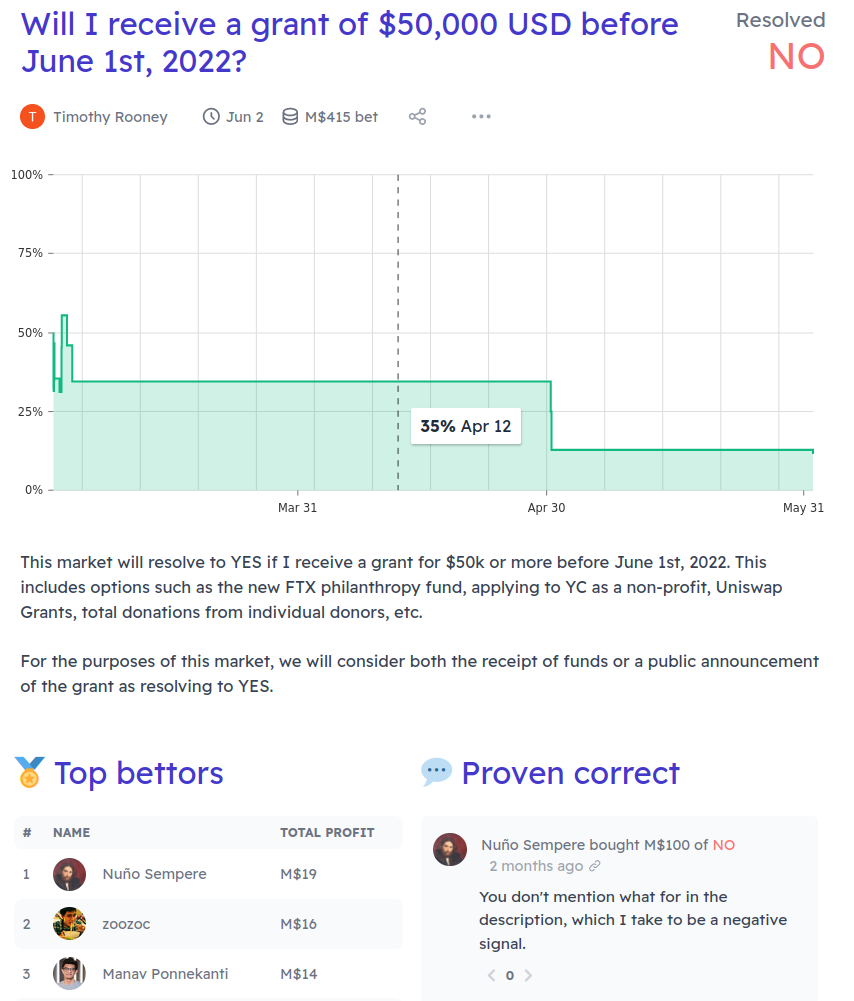 Will I receive a grant of $50,000 USD before
June 1st, 2022?
Resolved
NO
T Timothy Rooney Jun 2 M$415 bet
100%
75%
50%
25%
0%
35% Apr 12
Mar 31 Apr 30 May 31
This market will resolve to YES if I receive a grant for $50k or more before June 1st, 2022. This
includes options such as the new FTX philanthropy fund, applying to YC as a non-profit, Uniswap
Grants, total donations from individual donors, etc.
For the purposes of this market, we will consider both the receipt of funds or a public announcement
of the grant as resolving to YES.
Top bettors
# NAME TOTAL PROFIT
1 Nuño Sempere M$19
2 zoozoc M$16
3 Manav Ponnekanti M$14
Proven correct
Nuño Sempere bought M$100 of NO
2 months ago
You don't mention what for in the
description, which I take to be a negative
signal.
0